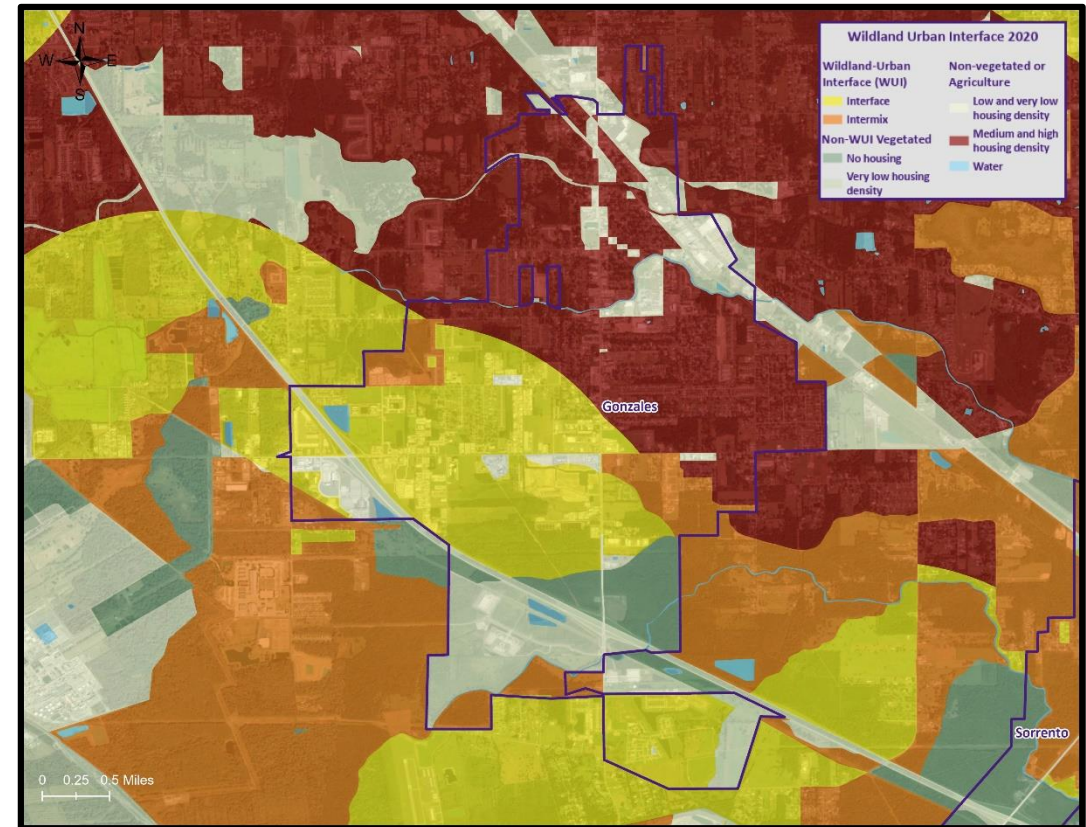 N
W E
S
Wildland Urban Interface 2020
Wildland-Urban
Interface (WUI)
Interface
Intermix
Non-WUI Vegetated
No housing
Very low housing
density
Non-vegetated or
Agriculture
Low and very low
housing density
Medium and high
housing density
Water
Gonzales
Sorrento
0 0.25 0.5 Miles